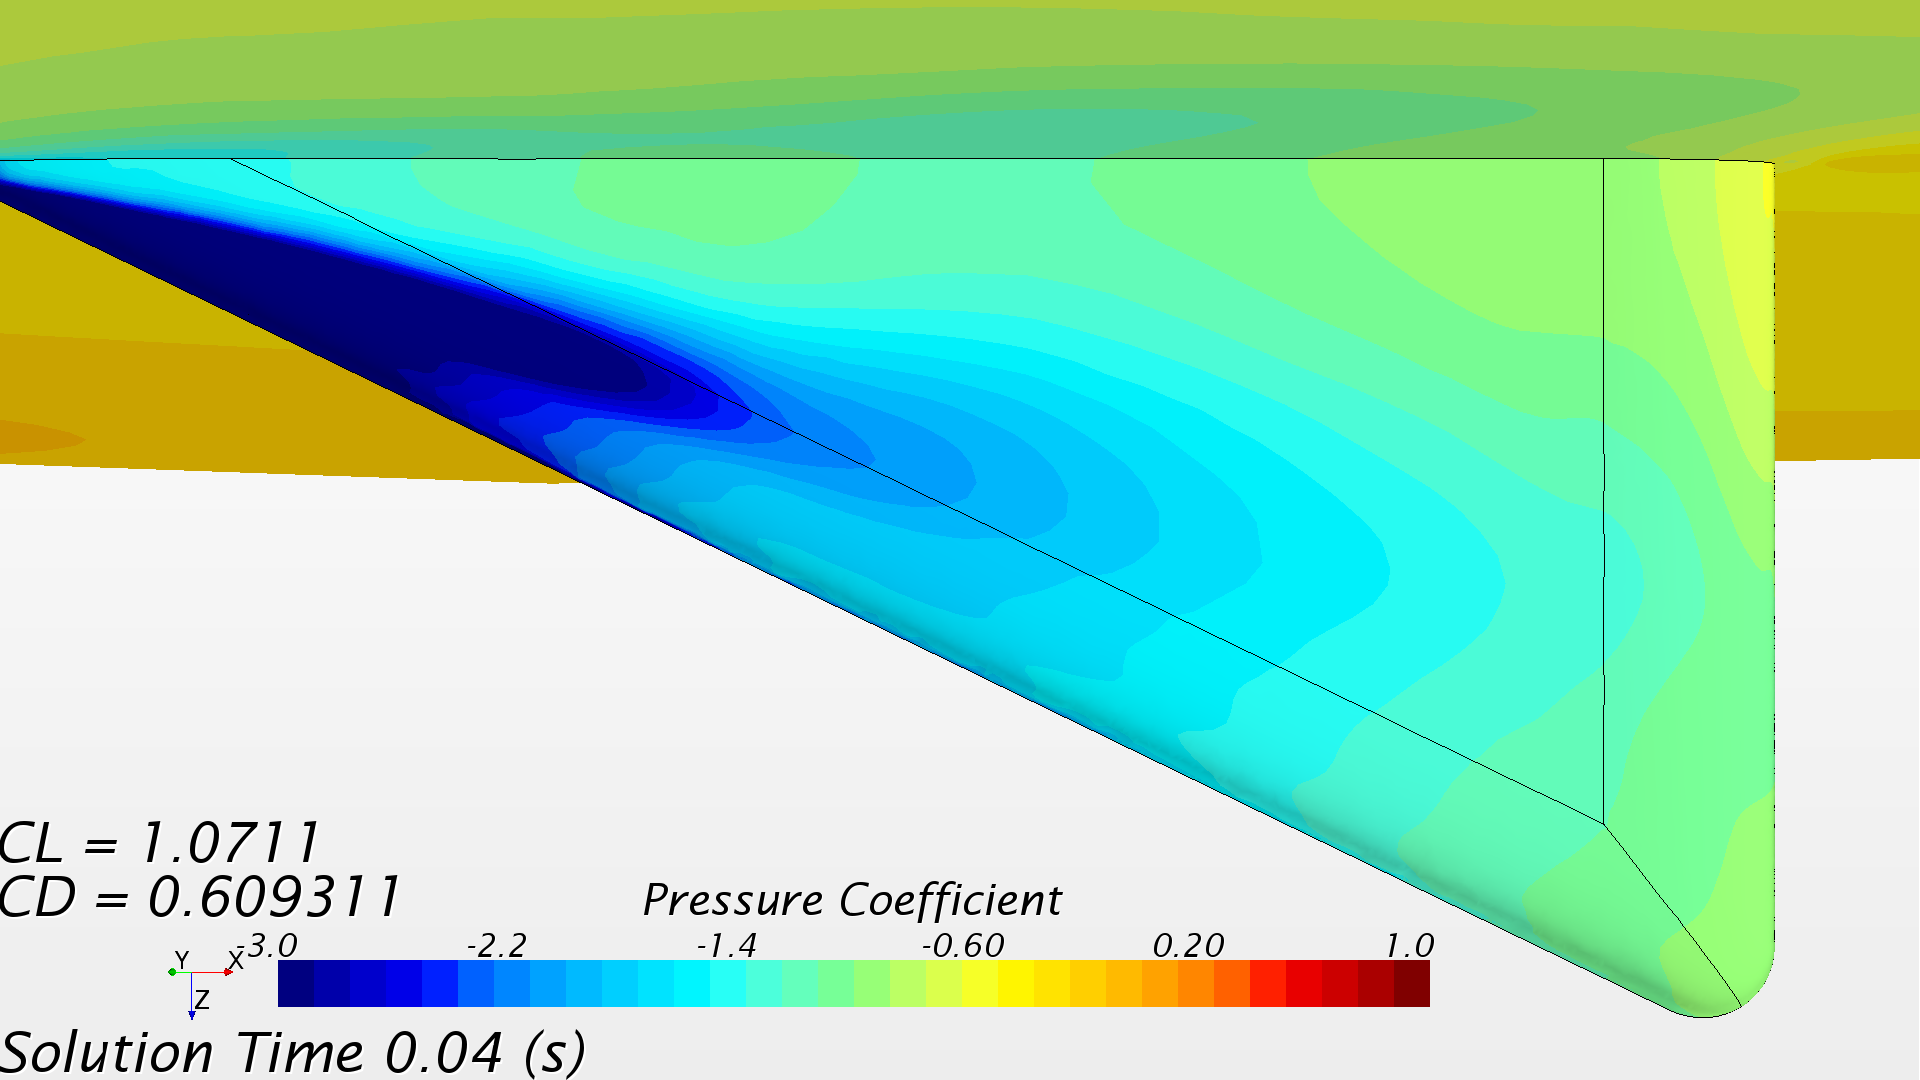 CL = 1.0711
CD = 0.609311
Pressure Coefficient
-3.0 -2.2 -1.4 -0.60 0.20 1.0
Y X
Z
Solution Time 0.04 (s)